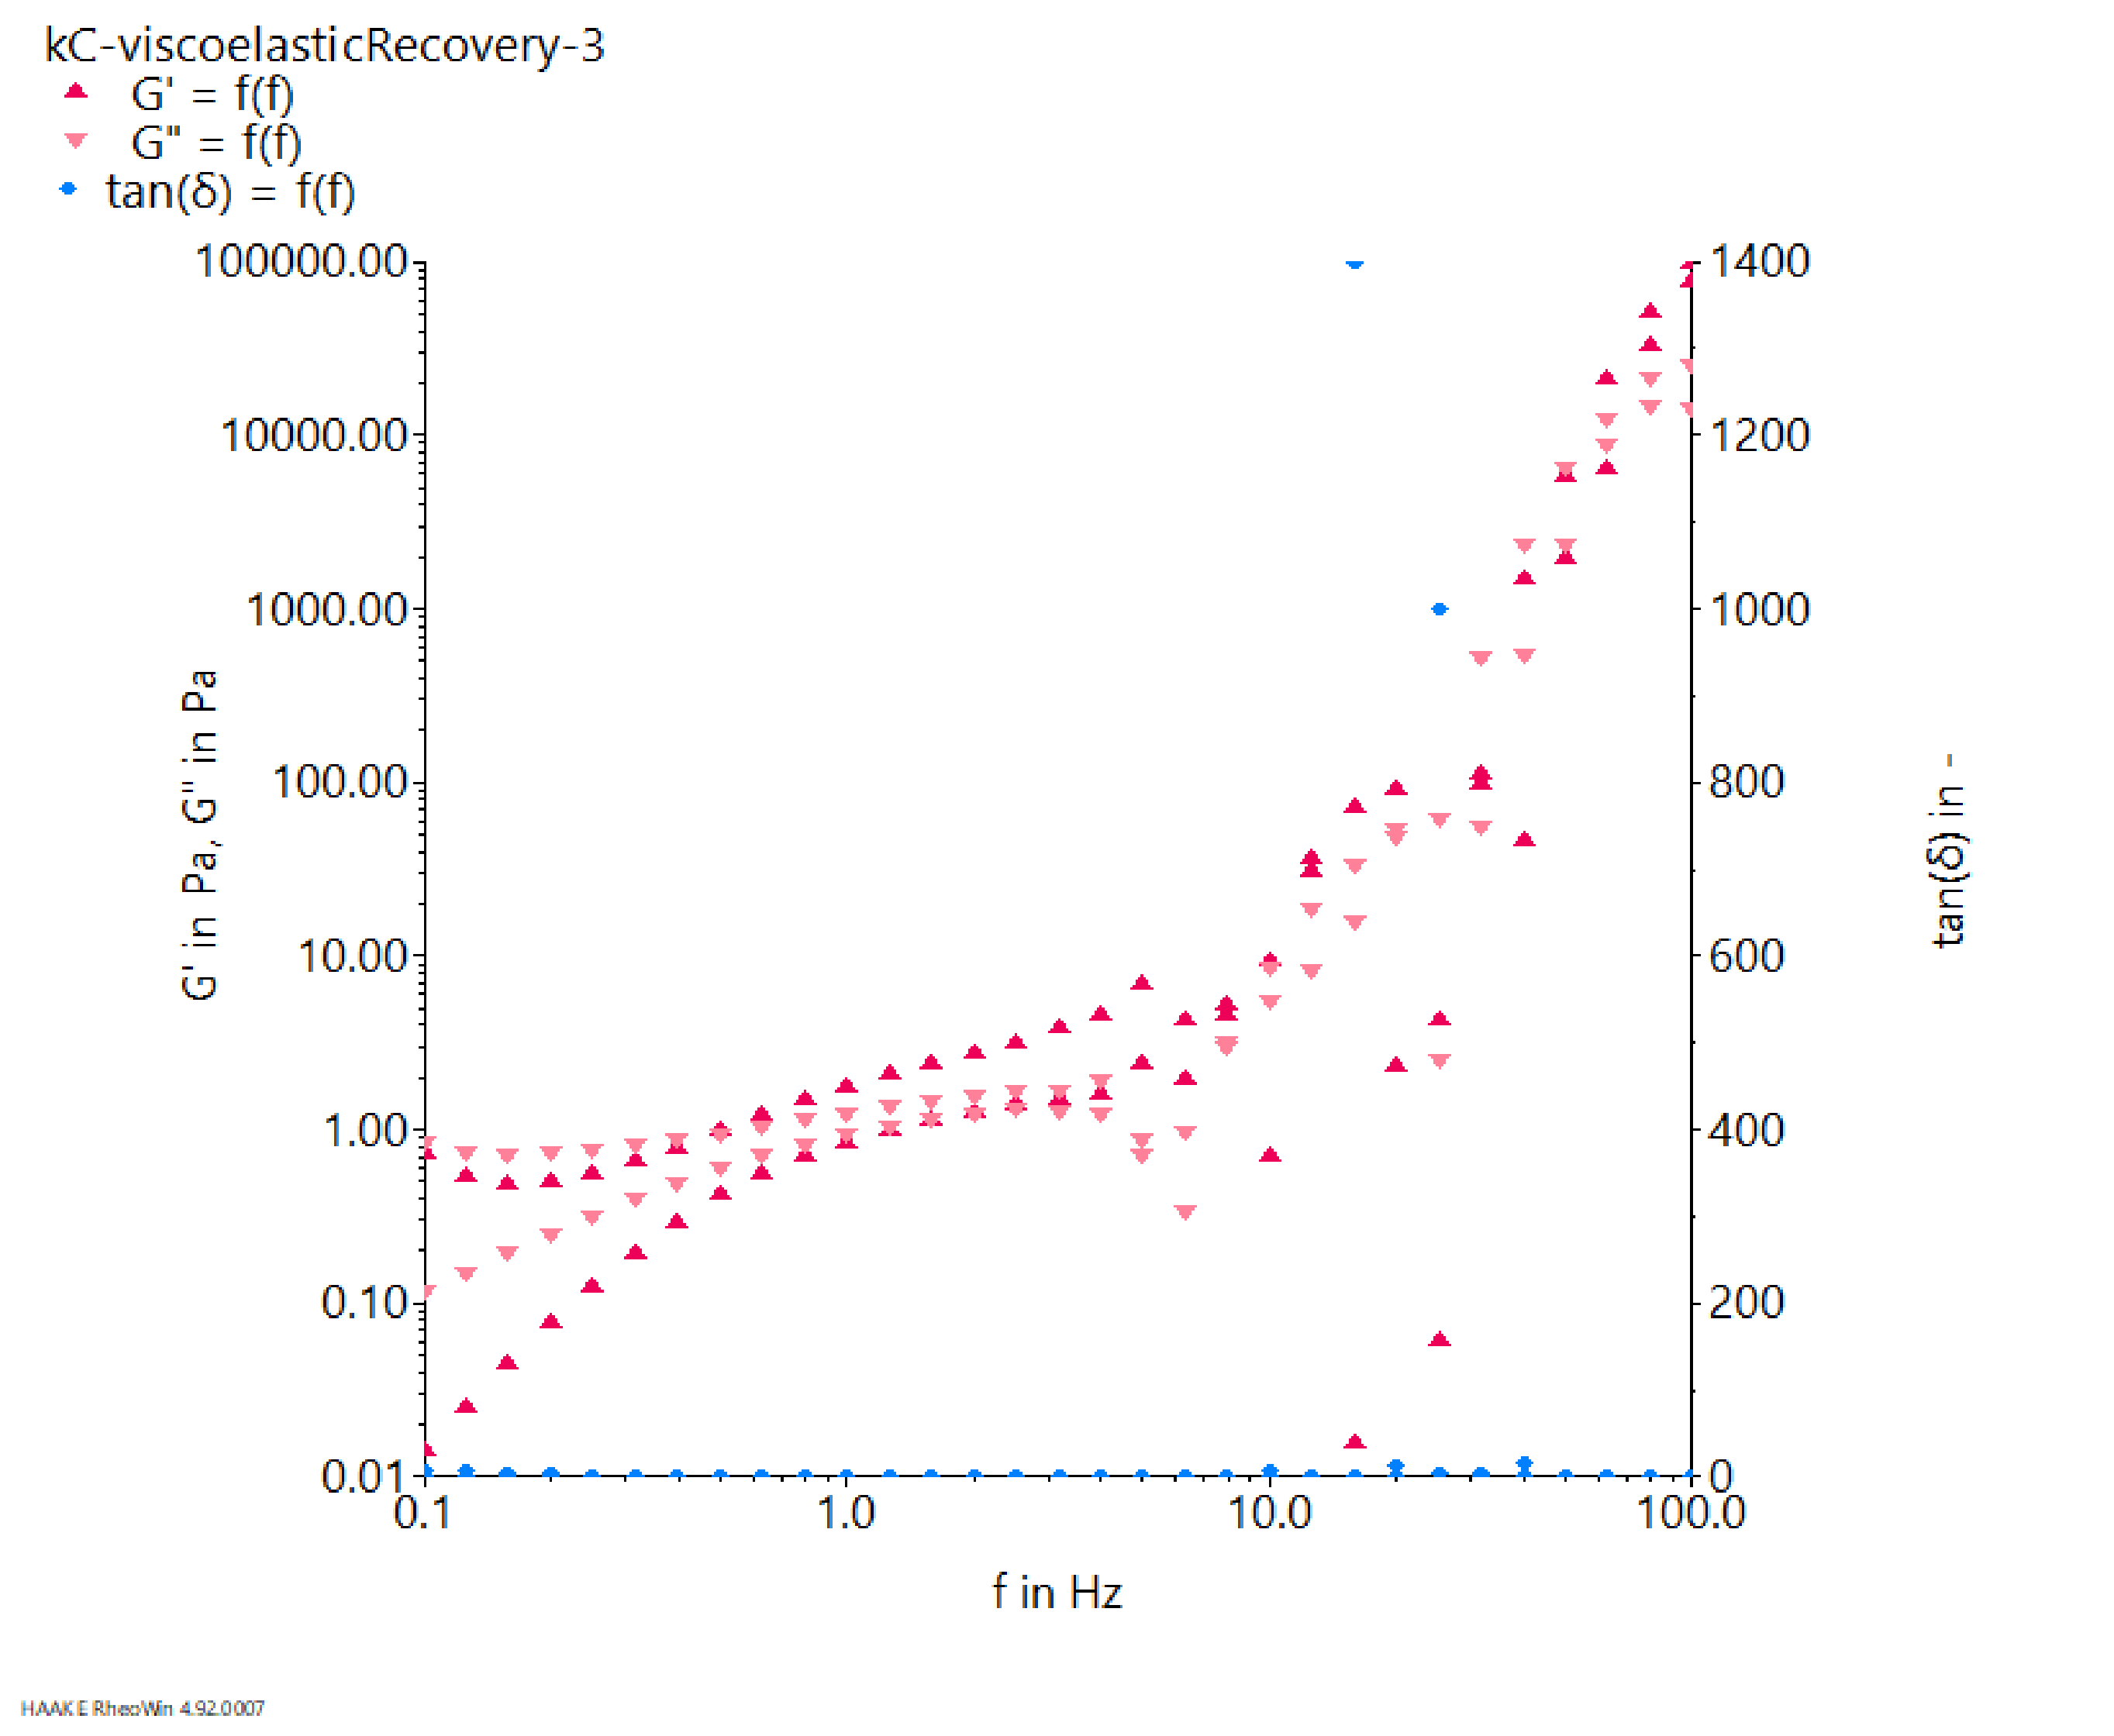 kC-viscoelasticRecovery-3
G' = f(f)
G" = f(f)
tan(δ) = f(f)
100000.00
10000.00
1000.00
100.00
10.00
1.00
0.10
0.01
G' in Pa, G" in Pa
1400
1200
1000
800
600
400
200
0
tan(δ) in -
0.1
1.0
10.0
100.0
f in Hz
HAAKE RheoWin 4.92.0007